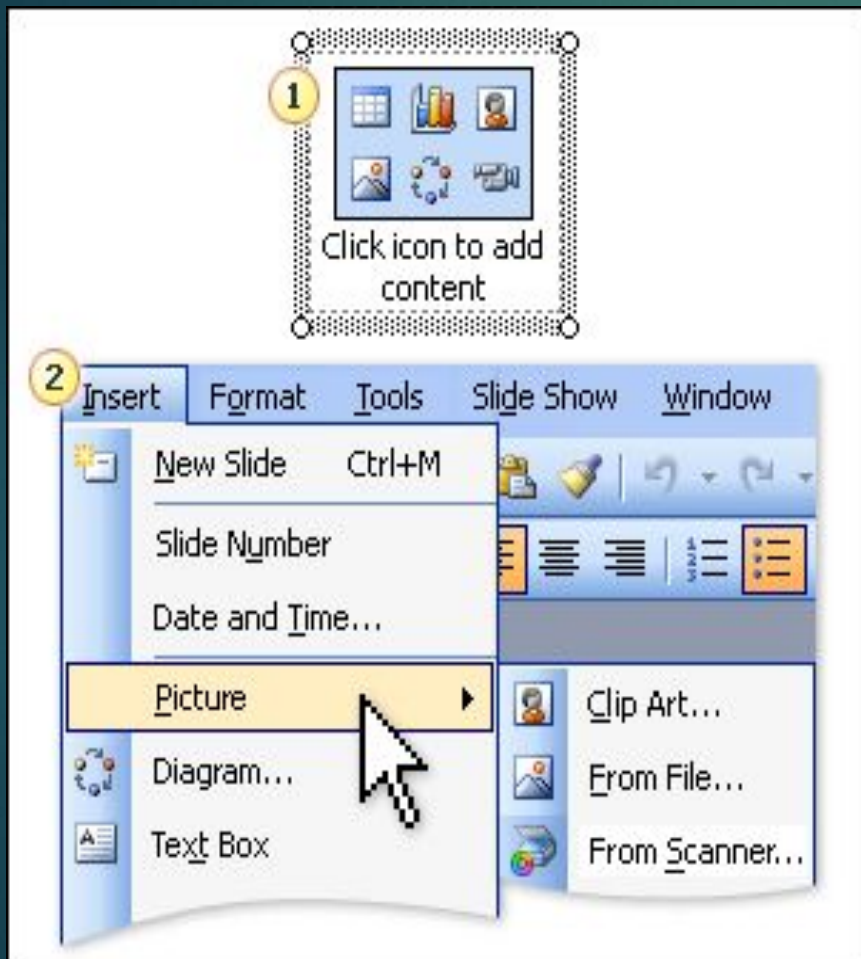 1
Click icon to add
content
2
Insert Format Tools Slide Show Window
New Slide Ctrl+M
Slide Number
Date and Time...
Picture
Clip Art...
Diagram...
From File...
Text Box
From Scanner...